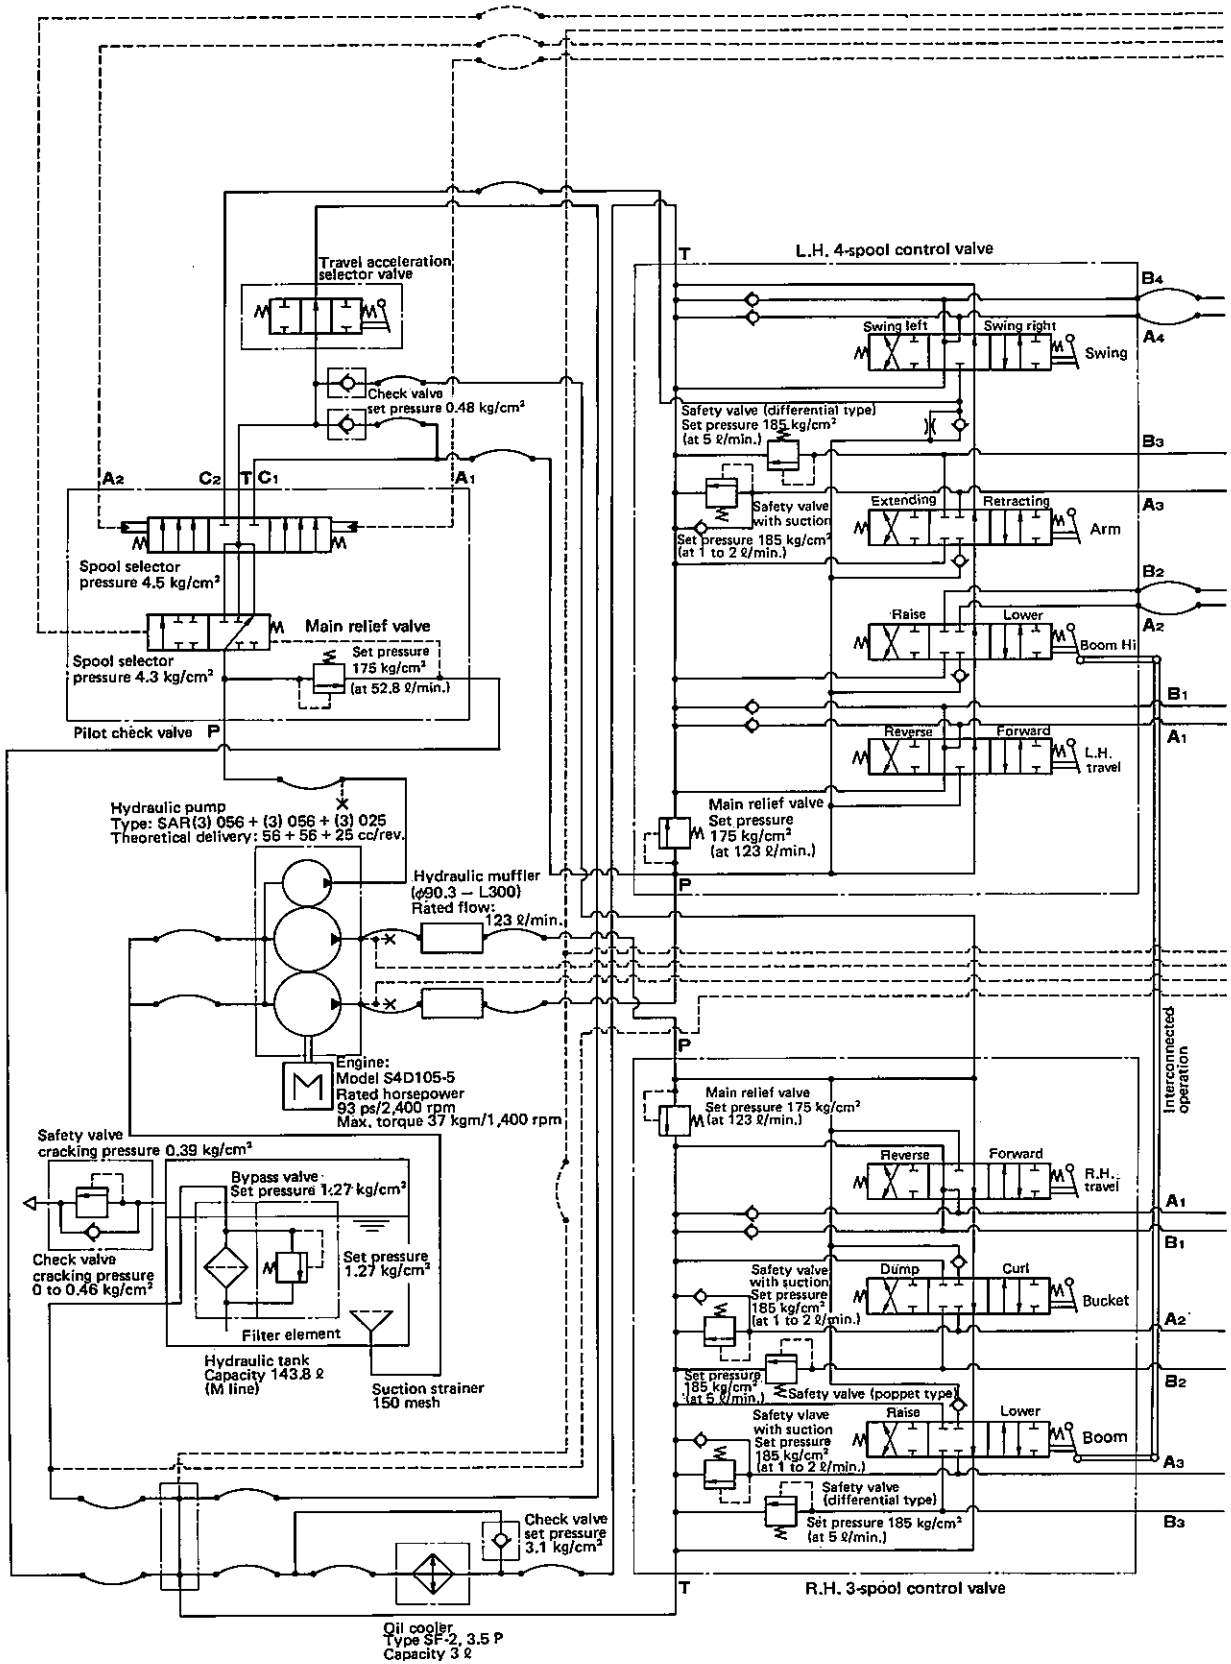 T
L.H. 4-spool control valve
B4
A4
Swing left
Swing right
Swing
Travel acceleration
selector valve
Check valve
set pressure 0.48 kg/cm²
Safety valve (differential type)
Set pressure 185 kg/cm²
(at 5 ℓ/min.)
B3
A3
A2
C2
T
C1
A1
Safety valve
with suction
Set pressure 185 kg/cm²
(at 1 to 2 ℓ/min.)
Extending
Retracting
Arm
Spool selector
pressure 4.5 kg/cm²
B2
A2
Raise
Lower
Boom Hi
Main relief valve
Set pressure
175 kg/cm²
(at 52.8 ℓ/min.)
Spool selector
pressure 4.3 kg/cm²
Pilot check valve
P
B1
A1
Reverse
Forward
L.H.
travel
Hydraulic pump
Type: SAR(3) 056 + (3) 056 + (3) 025
Theoretical delivery: 56 + 56 + 25 cc/rev.
Main relief valve
Set pressure
175 kg/cm²
(at 123 ℓ/min.)
P
Hydraulic muffler
(φ90.3 – L300)
Rated flow:
123 ℓ/min.
P
Interconnected
operation
Engine:
Model S4D105-5
Rated horsepower
93 ps/2,400 rpm
Max. torque 37 kgm/1,400 rpm
M
Main relief valve
Set pressure 175 kg/cm²
(at 123 ℓ/min.)
Reverse
Forward
R.H.
travel
A1
B1
Safety valve
cracking pressure 0.39 kg/cm²
Bypass valve
Set pressure 1.27 kg/cm²
Set pressure
1.27 kg/cm²
Check valve
cracking pressure
0 to 0.46 kg/cm²
Filter element
Hydraulic tank
Capacity 143.8 ℓ
(M line)
Suction strainer
150 mesh
Safety valve
with suction
Set pressure
185 kg/cm²
(at 1 to 2 ℓ/min.)
Dump
Curl
Bucket
A2
B2
Set pressure
185 kg/cm²
(at 5 ℓ/min.)
Safety valve (poppet type)
Safety vlave
with suction
Set pressure
185 kg/cm²
(at 1 to 2 ℓ/min.)
Raise
Lower
Boom
A3
B3
Safety valve
(differential type)
Set pressure 185 kg/cm²
(at 5 ℓ/min.)
Check valve
set pressure
3.1 kg/cm²
T
R.H. 3-spool control valve
Oil cooler
Type SF-2, 3.5 P
Capacity 3 ℓ